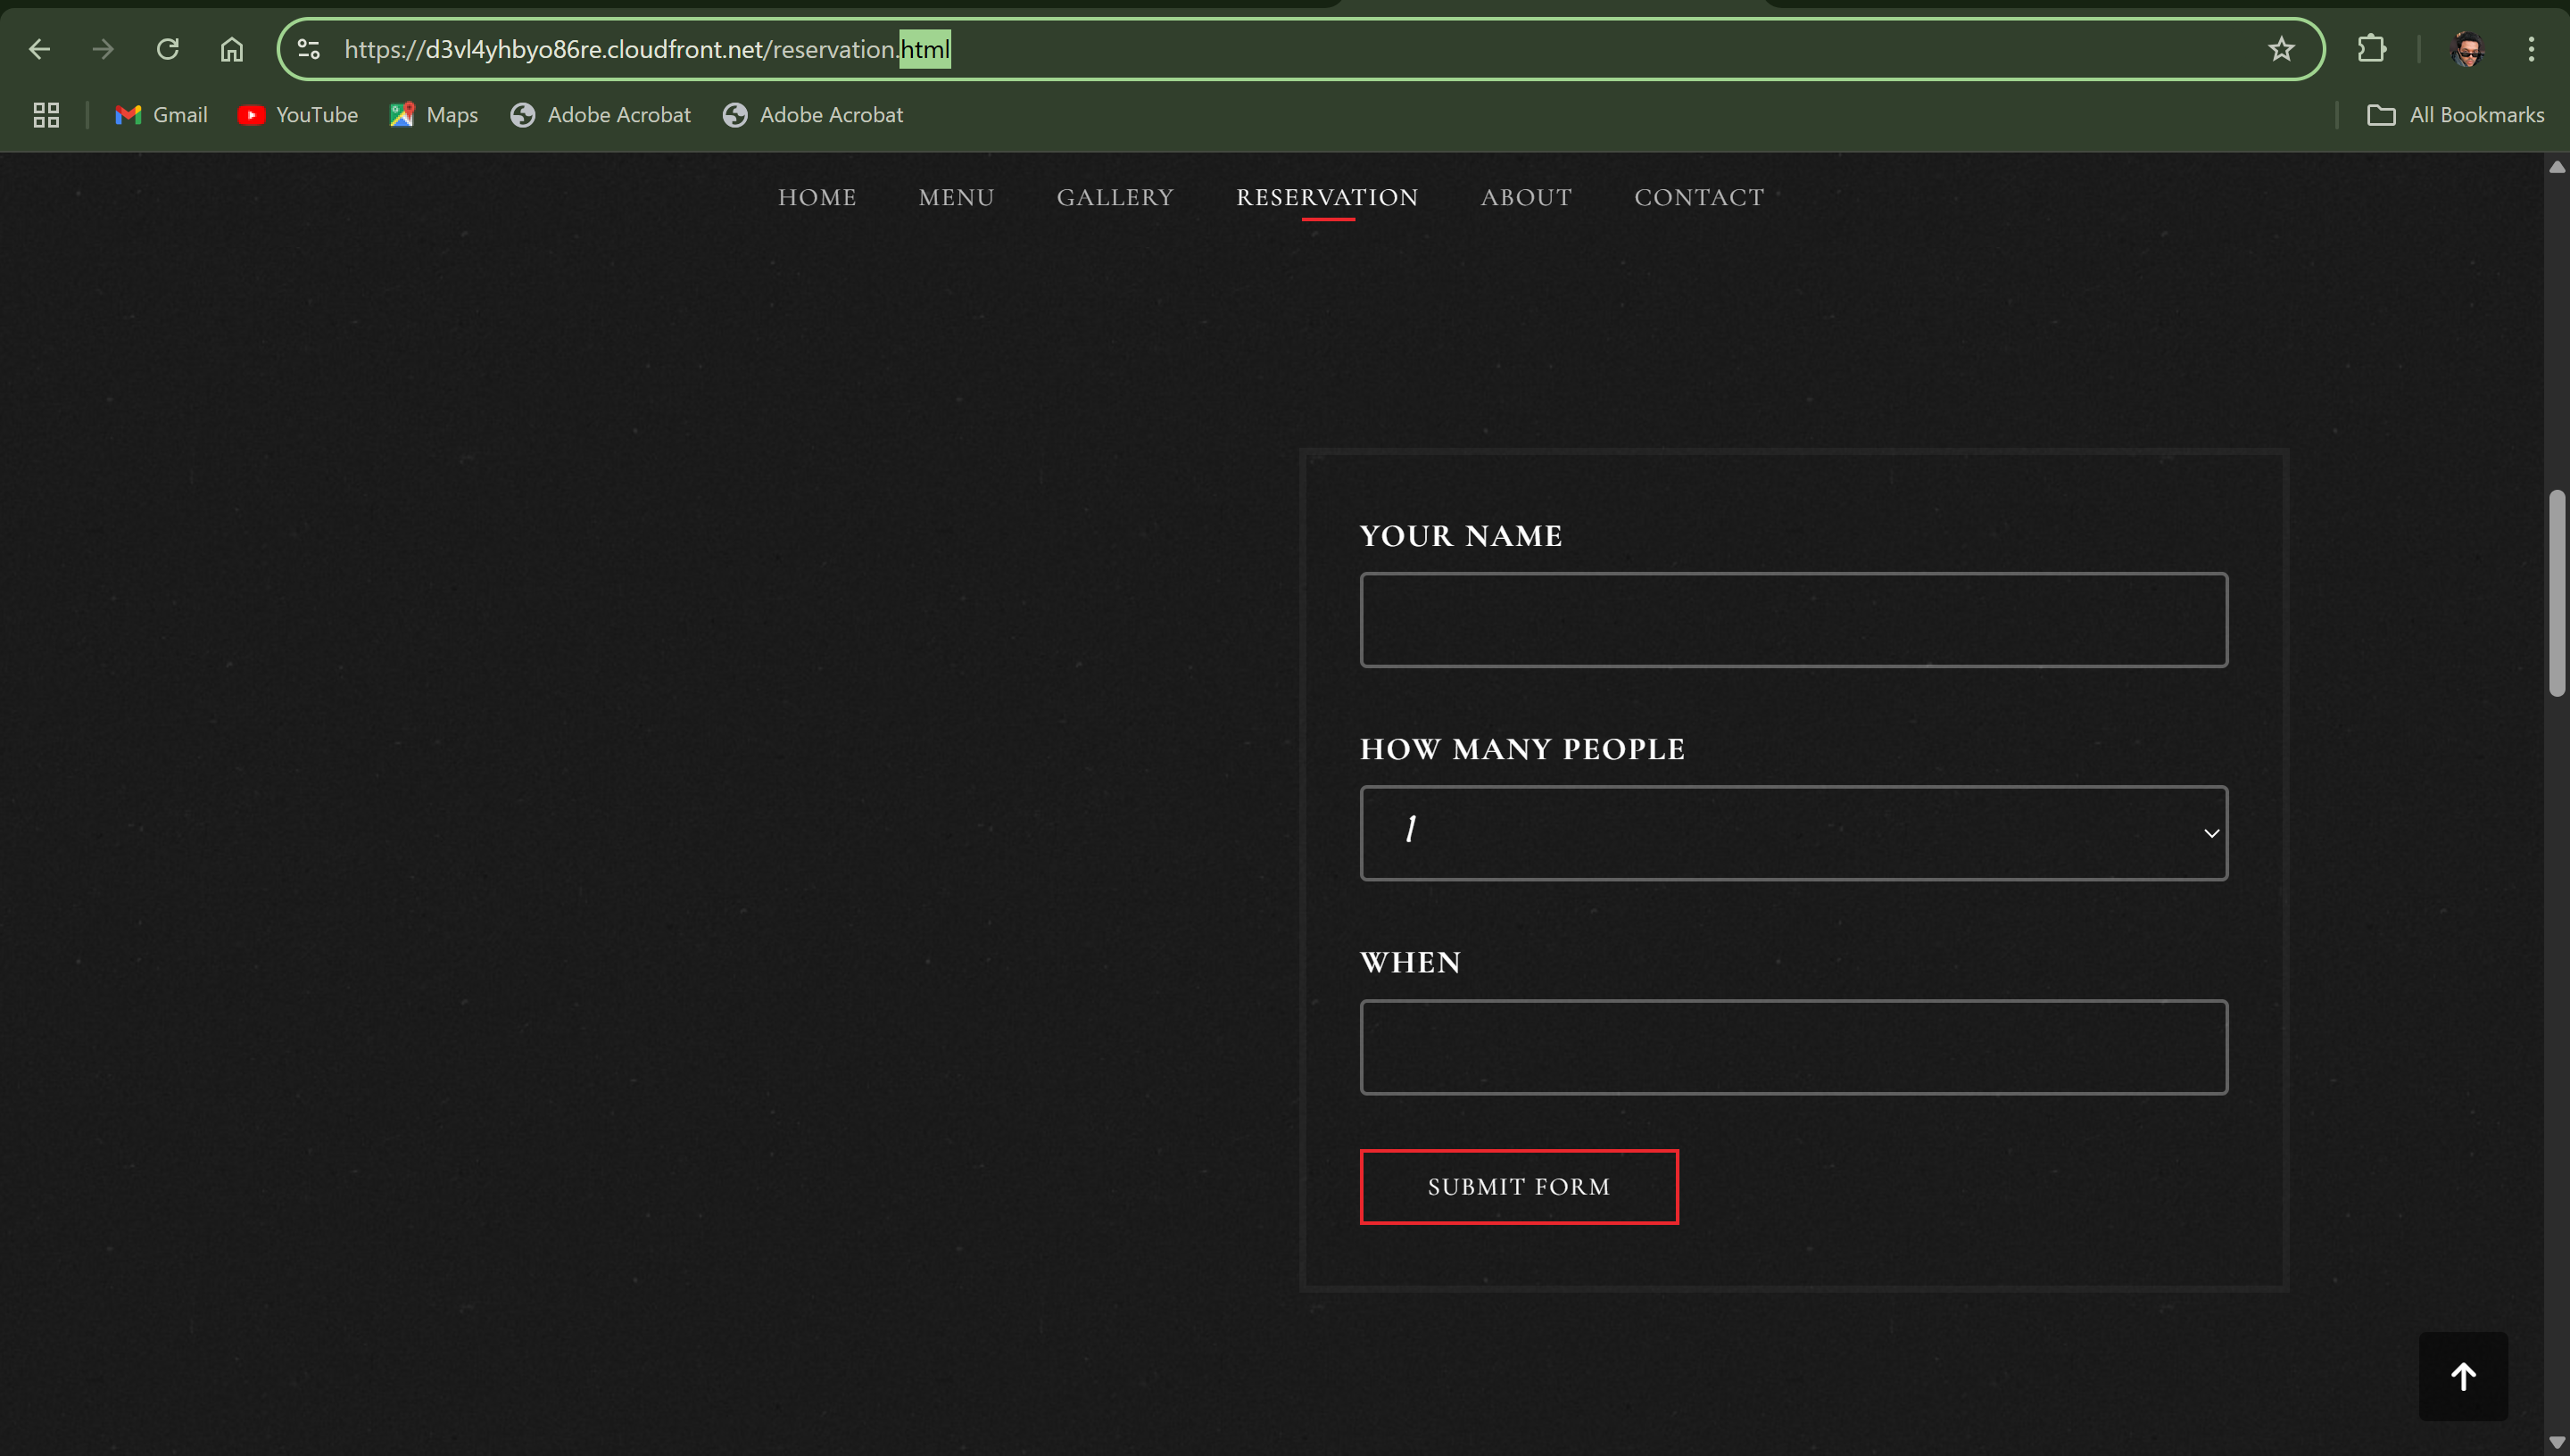 https://d3vl4yhbyo86re.cloudfront.net/reservation.html
Gmail YouTube Maps Adobe Acrobat Adobe Acrobat All Bookmarks
HOME MENU GALLERY RESERVATION ABOUT CONTACT
YOUR NAME
HOW MANY PEOPLE
1
WHEN
SUBMIT FORM